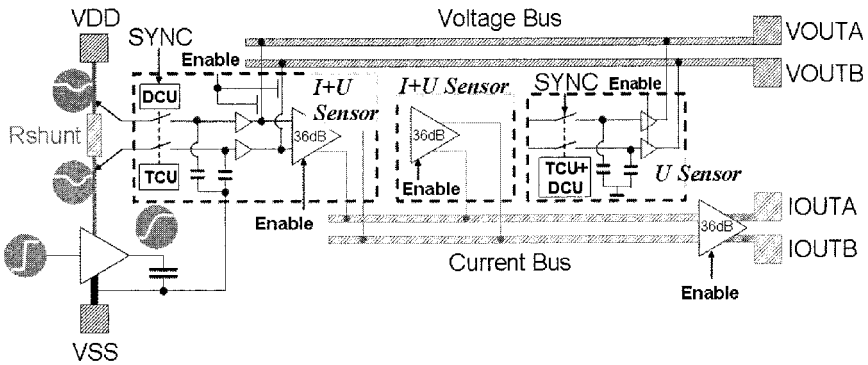 VDD
Voltage Bus
VOUTA
VOUTB
SYNC
Enable
DCU
I+U
Sensor
I+U Sensor
SYNC
Enable
Rshunt
36dB
36dB
TCU
Enable
Enable
TCU+
DCU
U Sensor
36dB
IOUTA
IOUTB
Current Bus
Enable
VSS